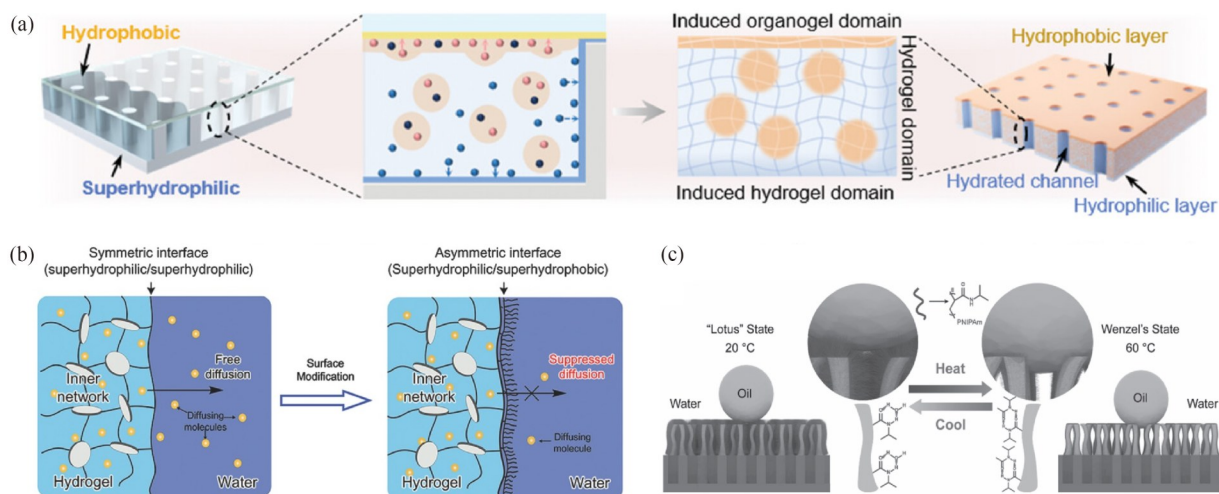 (a)
Hydrophobic
Superhydrophilic
Induced organogel domain
Hydrogel domain
Induced hydrogel domain
Hydrophobic layer
Hydrated channel
Hydrophilic layer
(b)
Symmetric interface
(superhydrophilic/superhydrophilic)
Inner
network
Free
diffusion
Diffusing
molecules
Hydrogel
Water
Surface
Modification
Asymmetric interface
(Superhydrophilic/superhydrophobic)
Inner
network
Suppressed
diffusion
Diffusing
molecule
Hydrogel
Water
(c)
"Lotus" State
20 °C
Oil
Water
PNIPAm
Heat
Cool
Wenzel's State
60 °C
Oil
Water